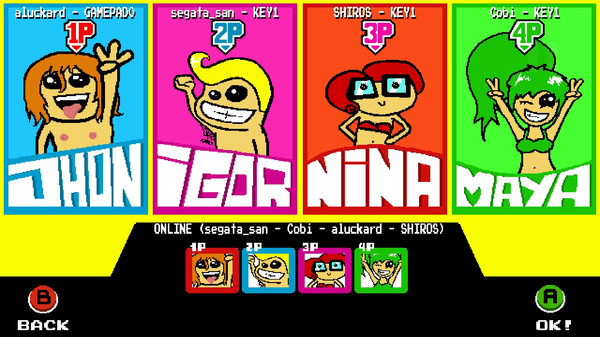 aluckard - GAMEPAD0
segata_san - KEY1
SHIROS - KEY1
Cobi - KEY1
1P
2P
3P
4P
JHON
IGOR
NINA
MAYA
ONLINE (segata_san - Cobi - aluckard - SHIROS)
1P
2P
3P
4P
B
BACK
A
OK!